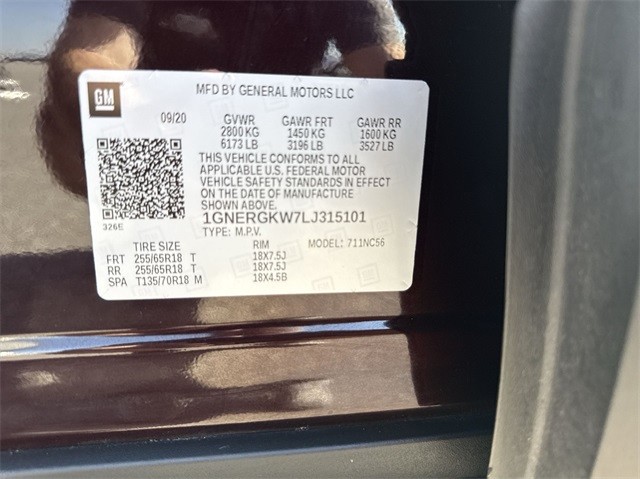 GM
MFD BY GENERAL MOTORS LLC
09/20 GVWR GAWR FRT GAWR RR
2800 KG 1450 KG 1600 KG
6173 LB 3196 LB 3527 LB
THIS VEHICLE CONFORMS TO ALL
APPLICABLE U.S. FEDERAL MOTOR
VEHICLE SAFETY STANDARDS IN EFFECT
ON THE DATE OF MANUFACTURE
SHOWN ABOVE.
1GNERGKW7LJ315101
326E
TYPE: M.P.V.
TIRE SIZE RIM MODEL: 711NC56
FRT 255/65R18 T 18X7.5J
RR 255/65R18 T 18X7.5J
SPA T135/70R18 M 18X4.5B